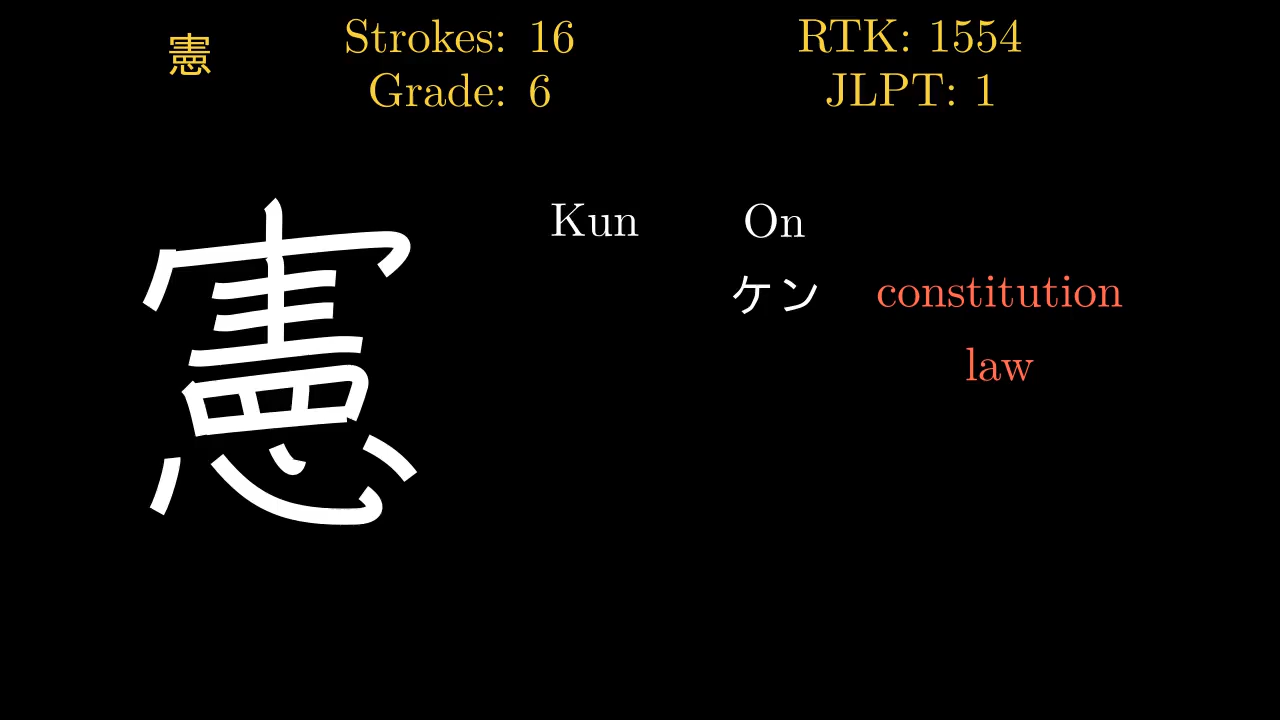 憲
Strokes: 16
Grade: 6
RTK: 1554
JLPT: 1
憲
Kun
On
ケン
constitution
law